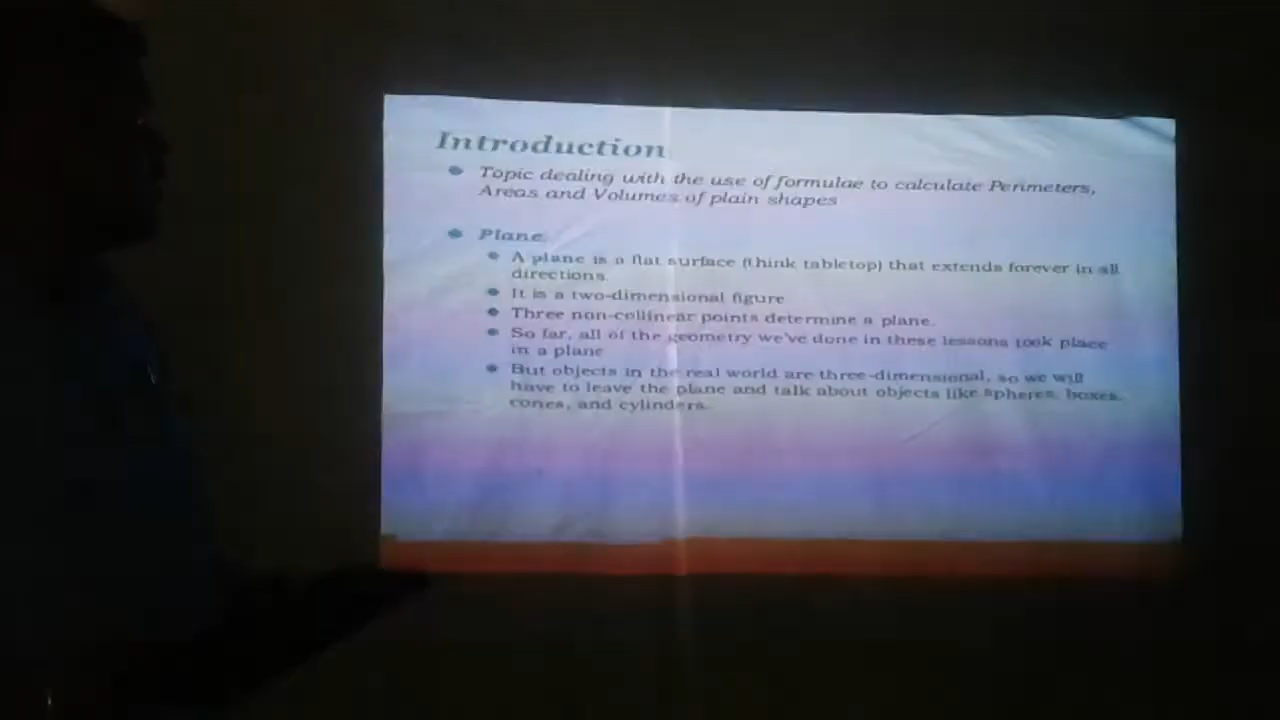 Introduction
Topic dealing with the use of formulae to calculate Perimeters,
Areas and Volumes of plain shapes
Plane
A plane is a flat surface (think tabletop) that extends forever in all
directions.
It is a two-dimensional figure
Three non-collinear points determine a plane.
So far, all of the geometry we've done in these lessons took place
in a plane
But objects in the real world are three-dimensional, so we will
have to leave the plane and talk about objects like spheres, boxes,
cones, and cylinders.